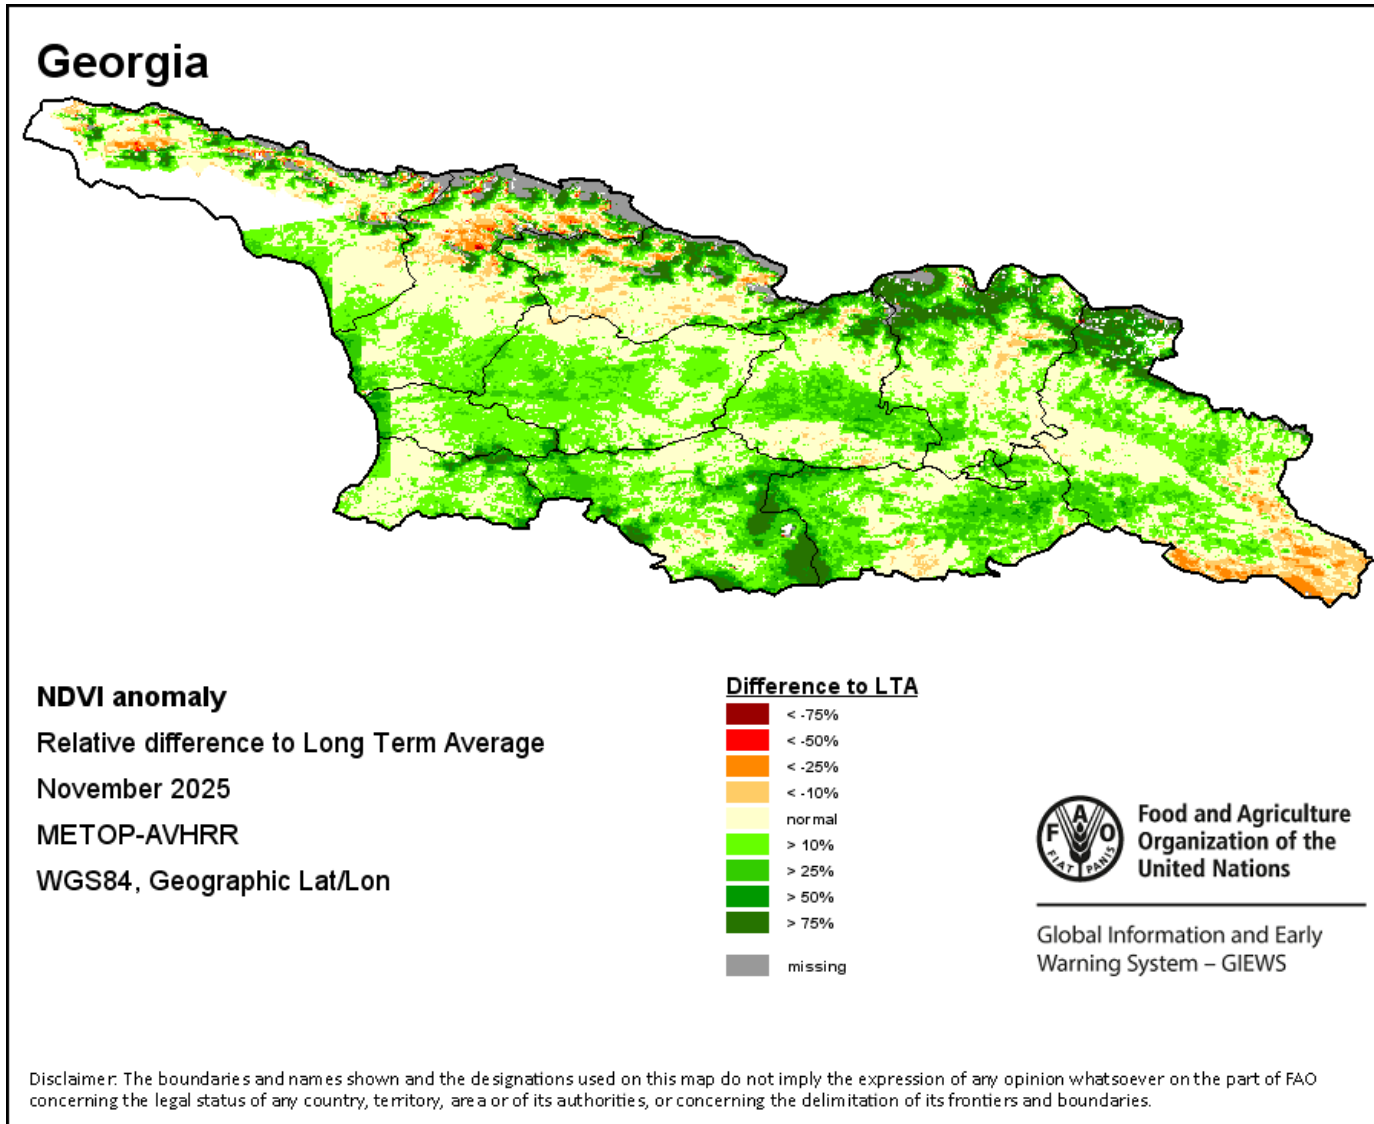 Georgia
NDVI anomaly
Relative difference to Long Term Average
November 2025
METOP-AVHRR
WGS84, Geographic Lat/Lon
Difference to LTA
< -75%
< -50%
< -25%
< -10%
normal
> 10%
> 25%
> 50%
> 75%
missing
F A O
FIAT PANIS
Food and Agriculture
Organization of the
United Nations
Global Information and Early
Warning System – GIEWS
Disclaimer: The boundaries and names shown and the designations used on this map do not imply the expression of any opinion whatsoever on the part of FAO
concerning the legal status of any country, territory, area or of its authorities, or concerning the delimitation of its frontiers and boundaries.